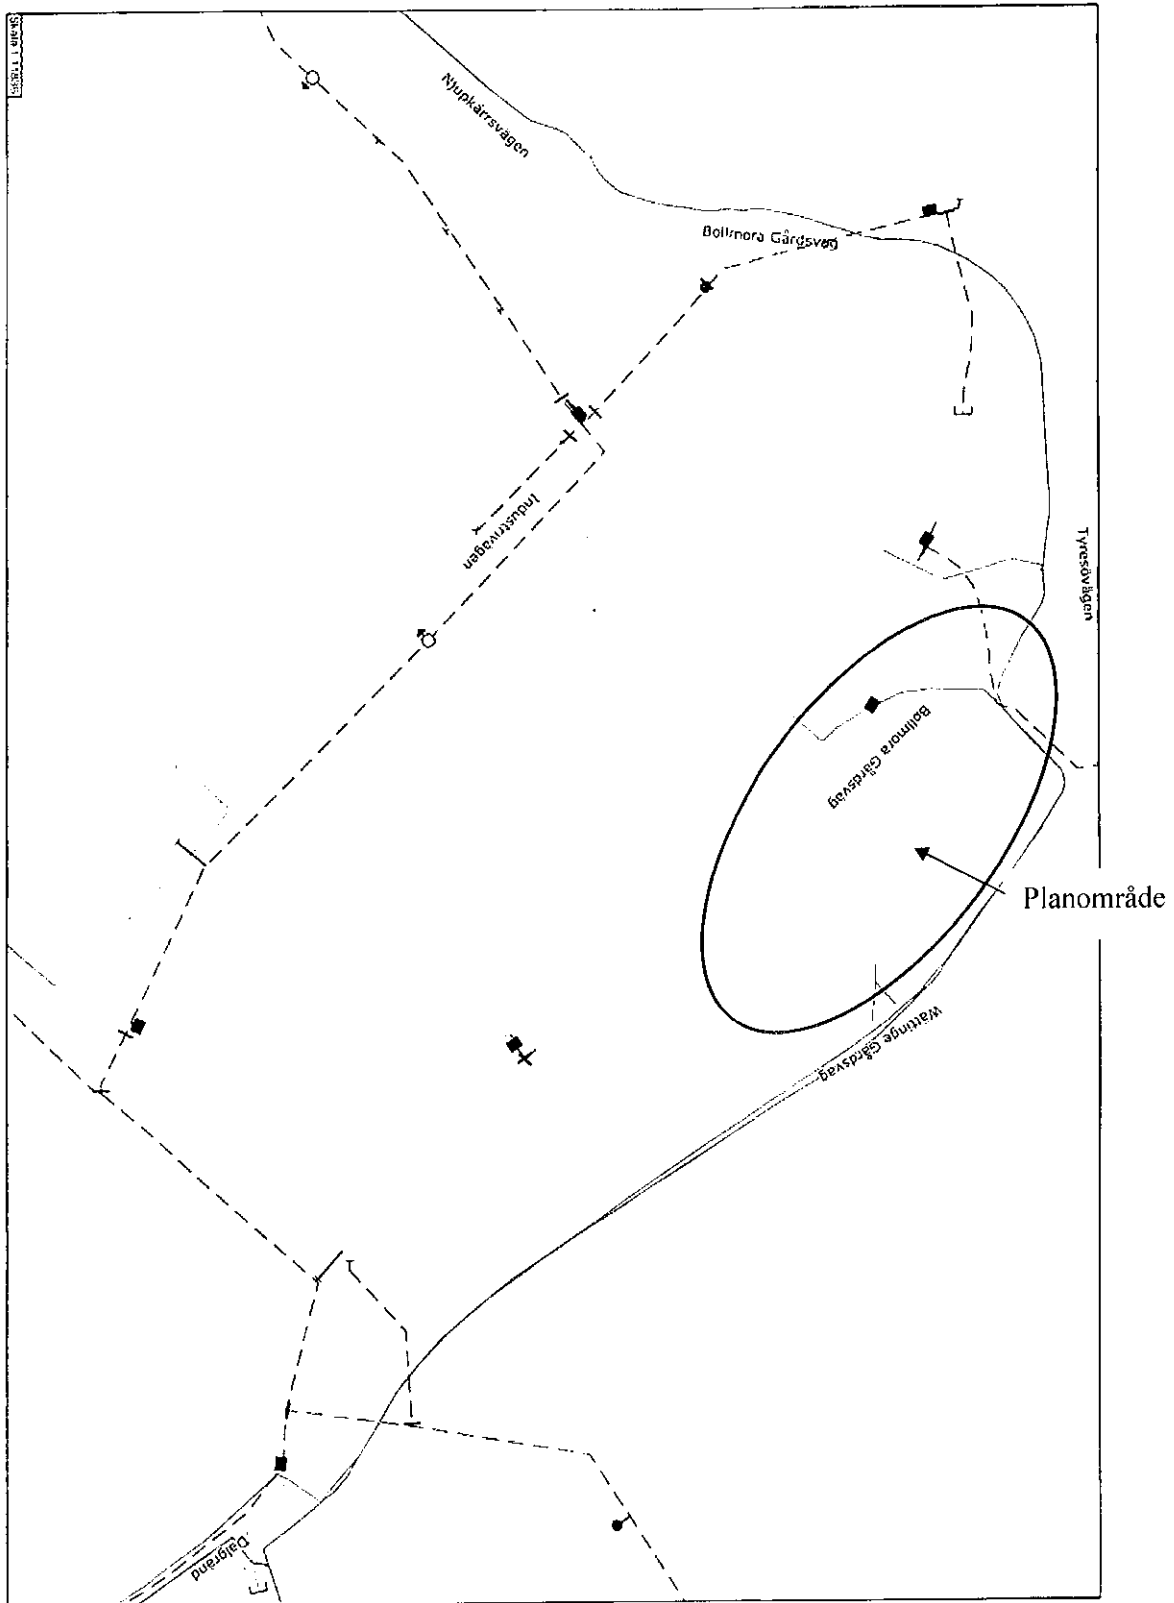 Njupkärrsvägen
Bollmora Gårdsväg
Industrivägen
Tyresövägen
Bollmora Gårdsväg
Planområde
Wättinge Gårdsväg
Dalgränd